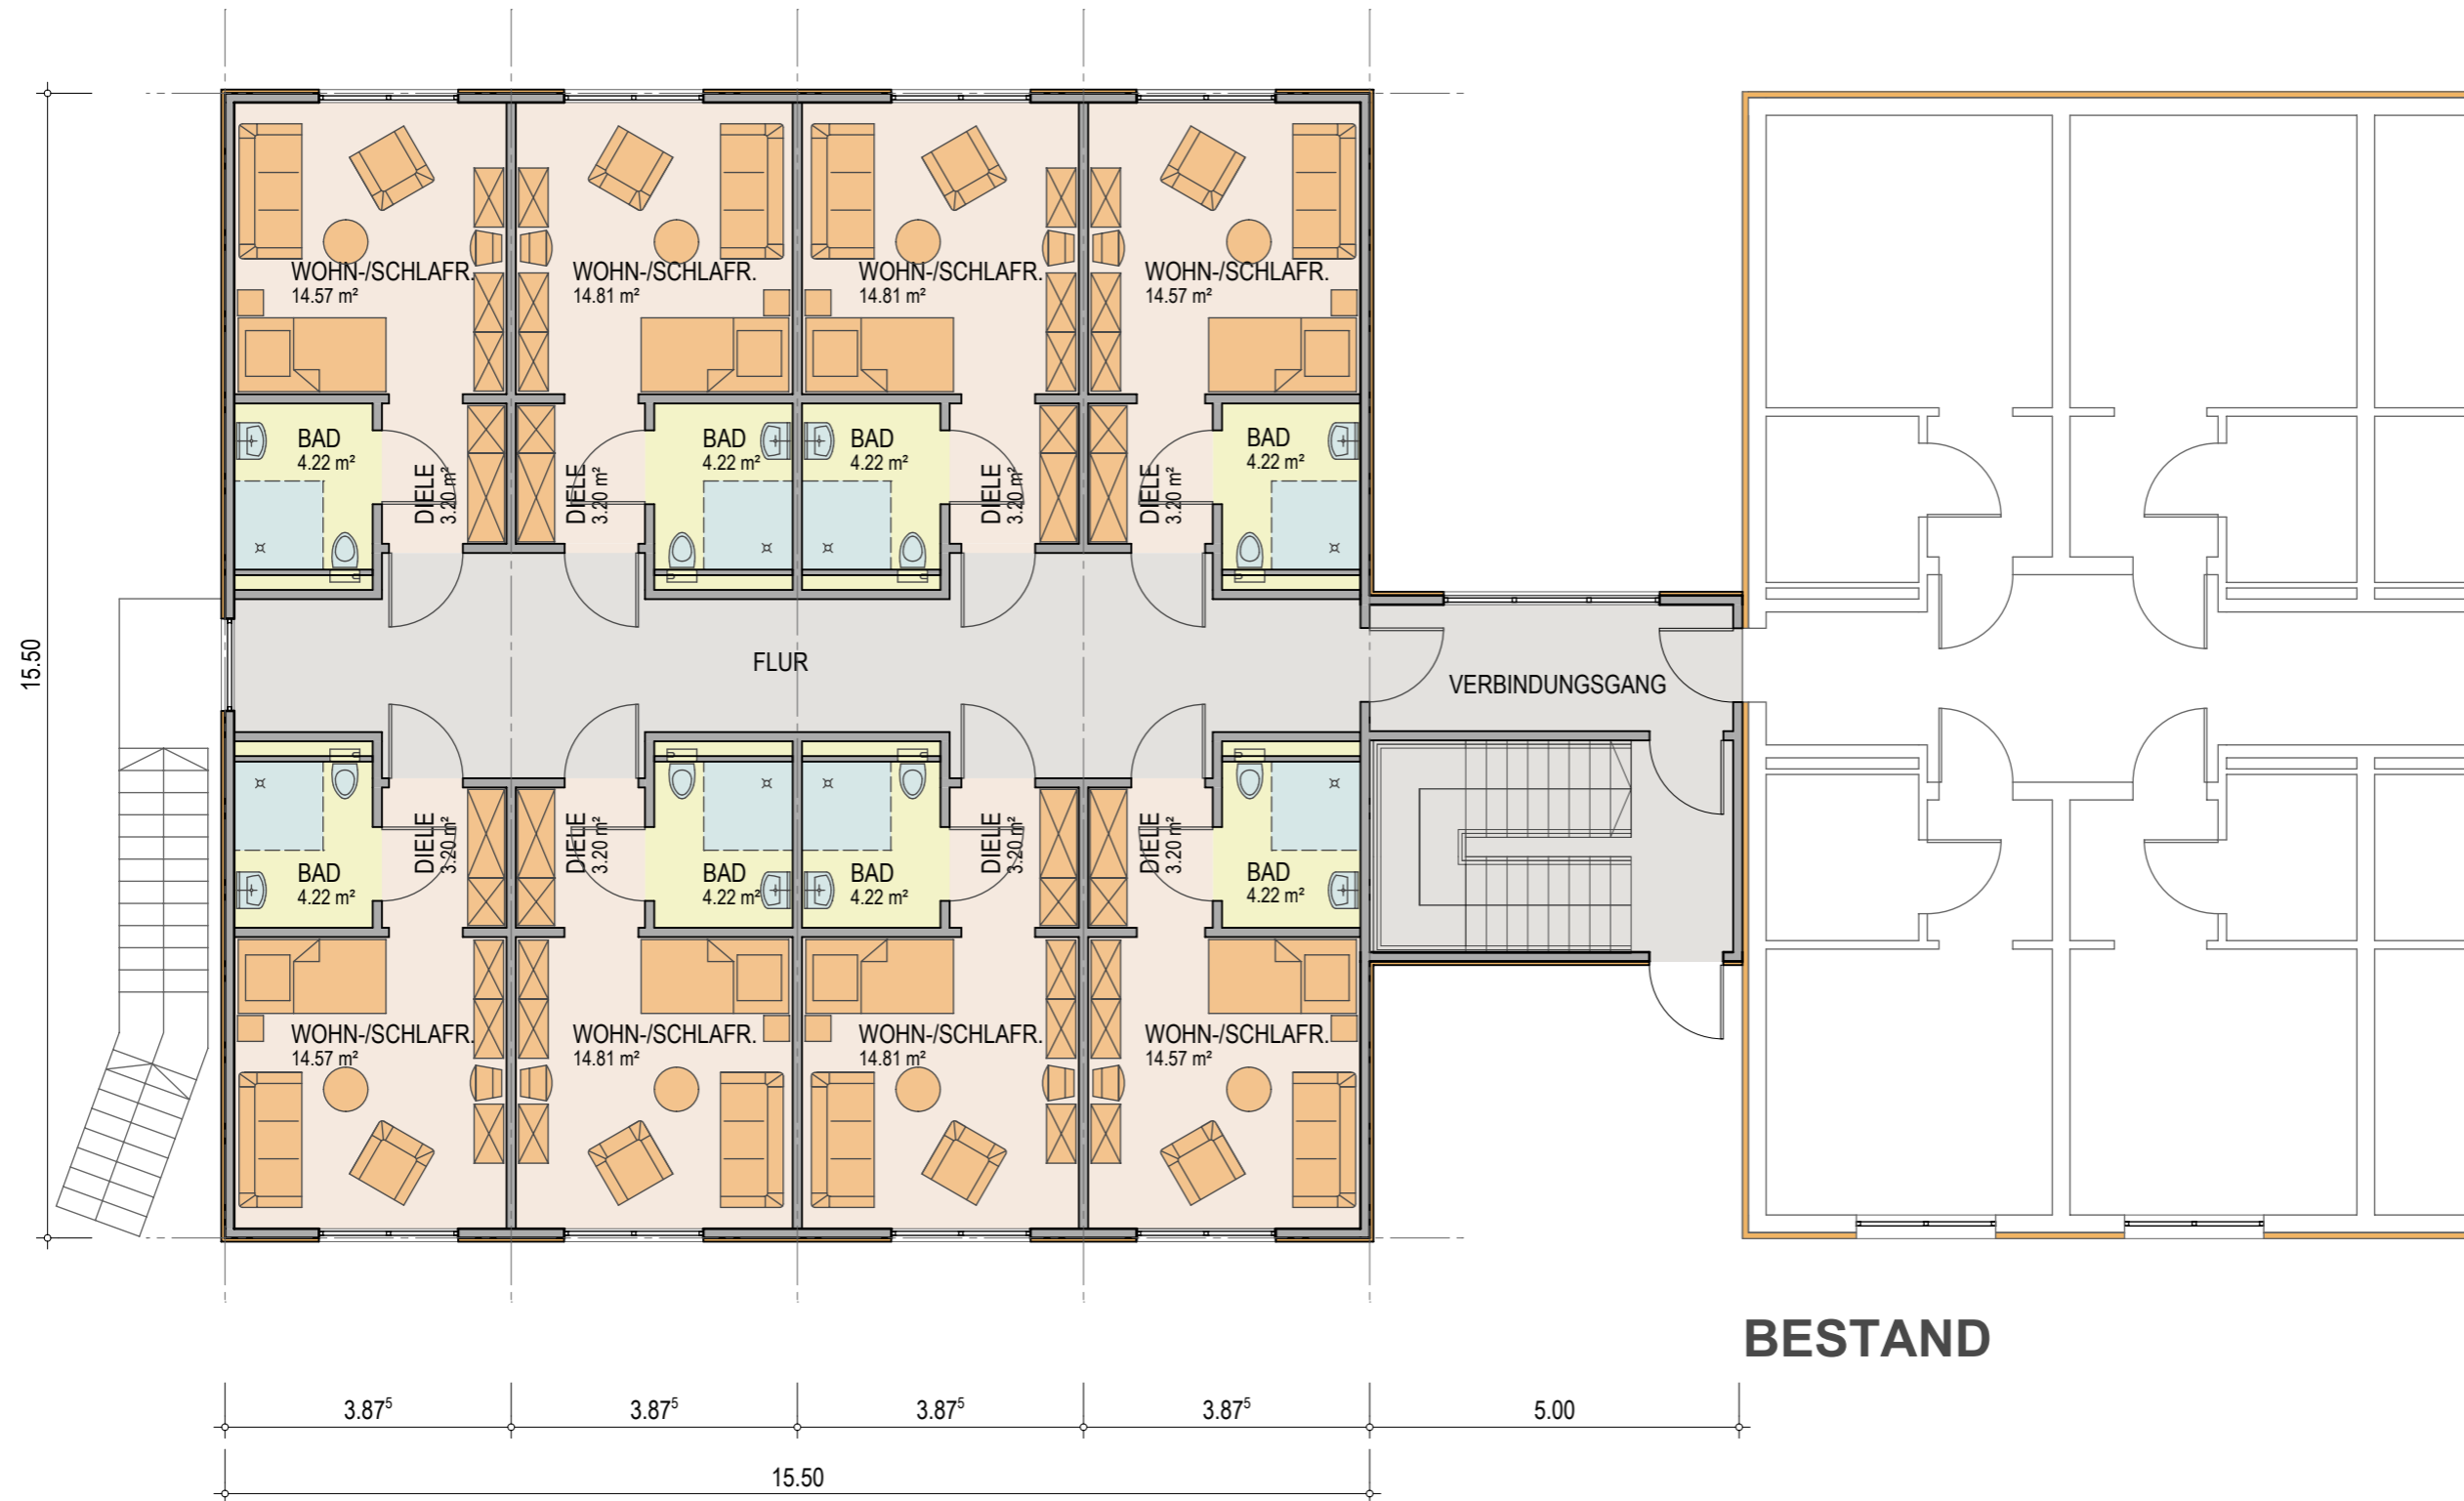 WOHN-/SCHLAFR.
14.57 m²
WOHN-/SCHLAFR.
14.81 m²
WOHN-/SCHLAFR.
14.81 m²
WOHN-/SCHLAFR.
14.57 m²
BAD
4.22 m²
DIELE
3.20 m²
DIELE
3.20 m²
BAD
4.22 m²
BAD
4.22 m²
DIELE
3.20 m²
DIELE
3.20 m²
BAD
4.22 m²
15.50
FLUR
VERBINDUNGSGANG
BAD
4.22 m²
DIELE
3.20 m²
DIELE
3.20 m²
BAD
4.22 m²
BAD
4.22 m²
DIELE
3.20 m²
DIELE
3.20 m²
BAD
4.22 m²
WOHN-/SCHLAFR.
14.57 m²
WOHN-/SCHLAFR.
14.81 m²
WOHN-/SCHLAFR.
14.81 m²
WOHN-/SCHLAFR.
14.57 m²
BESTAND
3.87⁵
3.87⁵
3.87⁵
3.87⁵
5.00
15.50